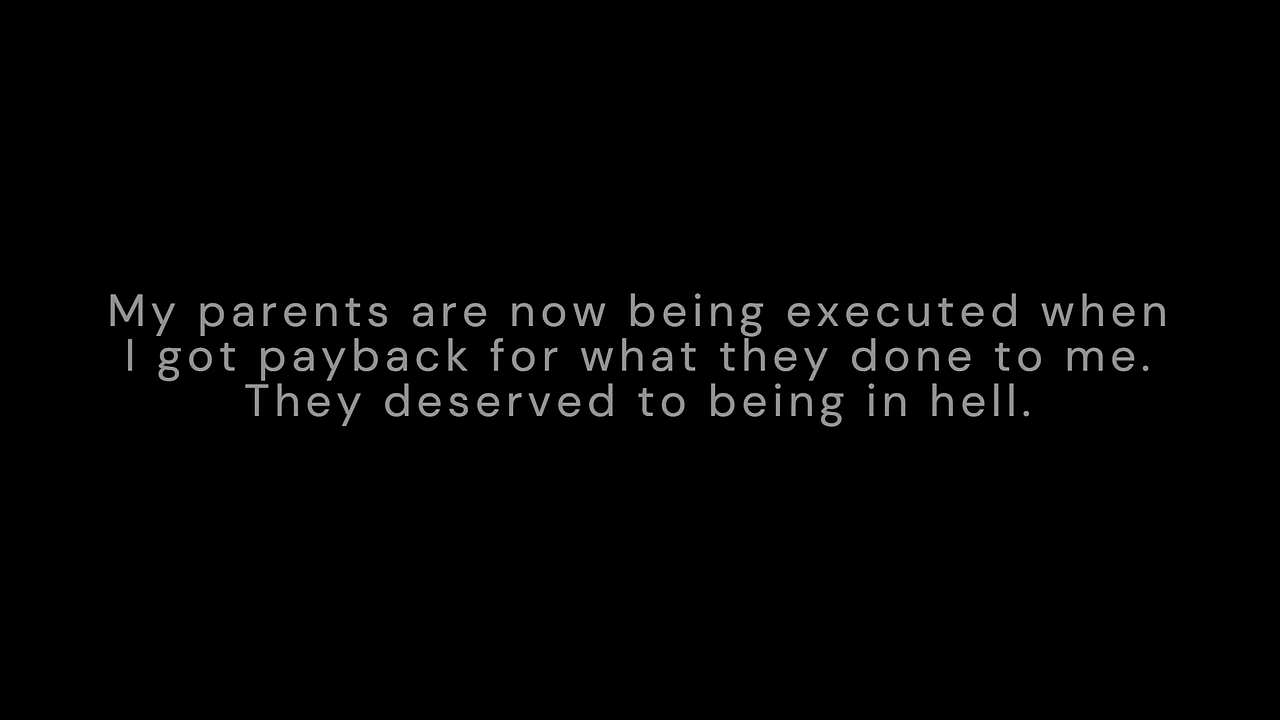 My parents are now being executed when
I got payback for what they done to me.
They deserved to being in hell.